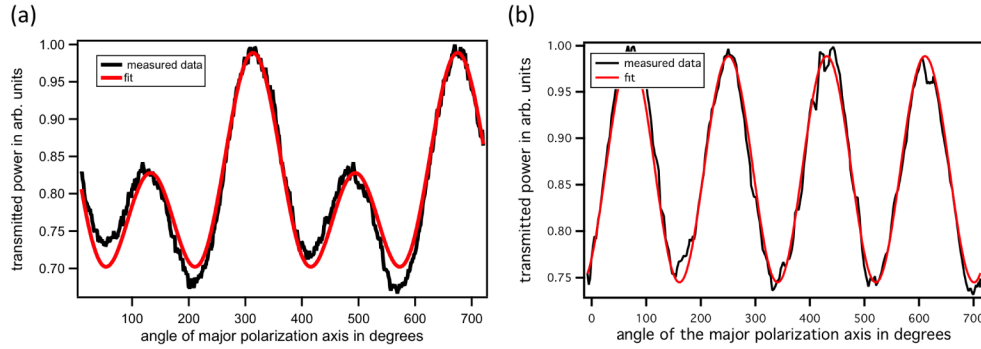 (a)
1.00
0.95
0.90
0.85
0.80
0.75
0.70
transmitted power in arb. units
measured data
fit
100
200
300
400
500
600
700
angle of major polarization axis in degrees
(b)
1.00
0.95
0.90
0.85
0.80
0.75
transmitted power in arb. units
measured data
fit
0
100
200
300
400
500
600
700
angle of the major polarization axis in degrees